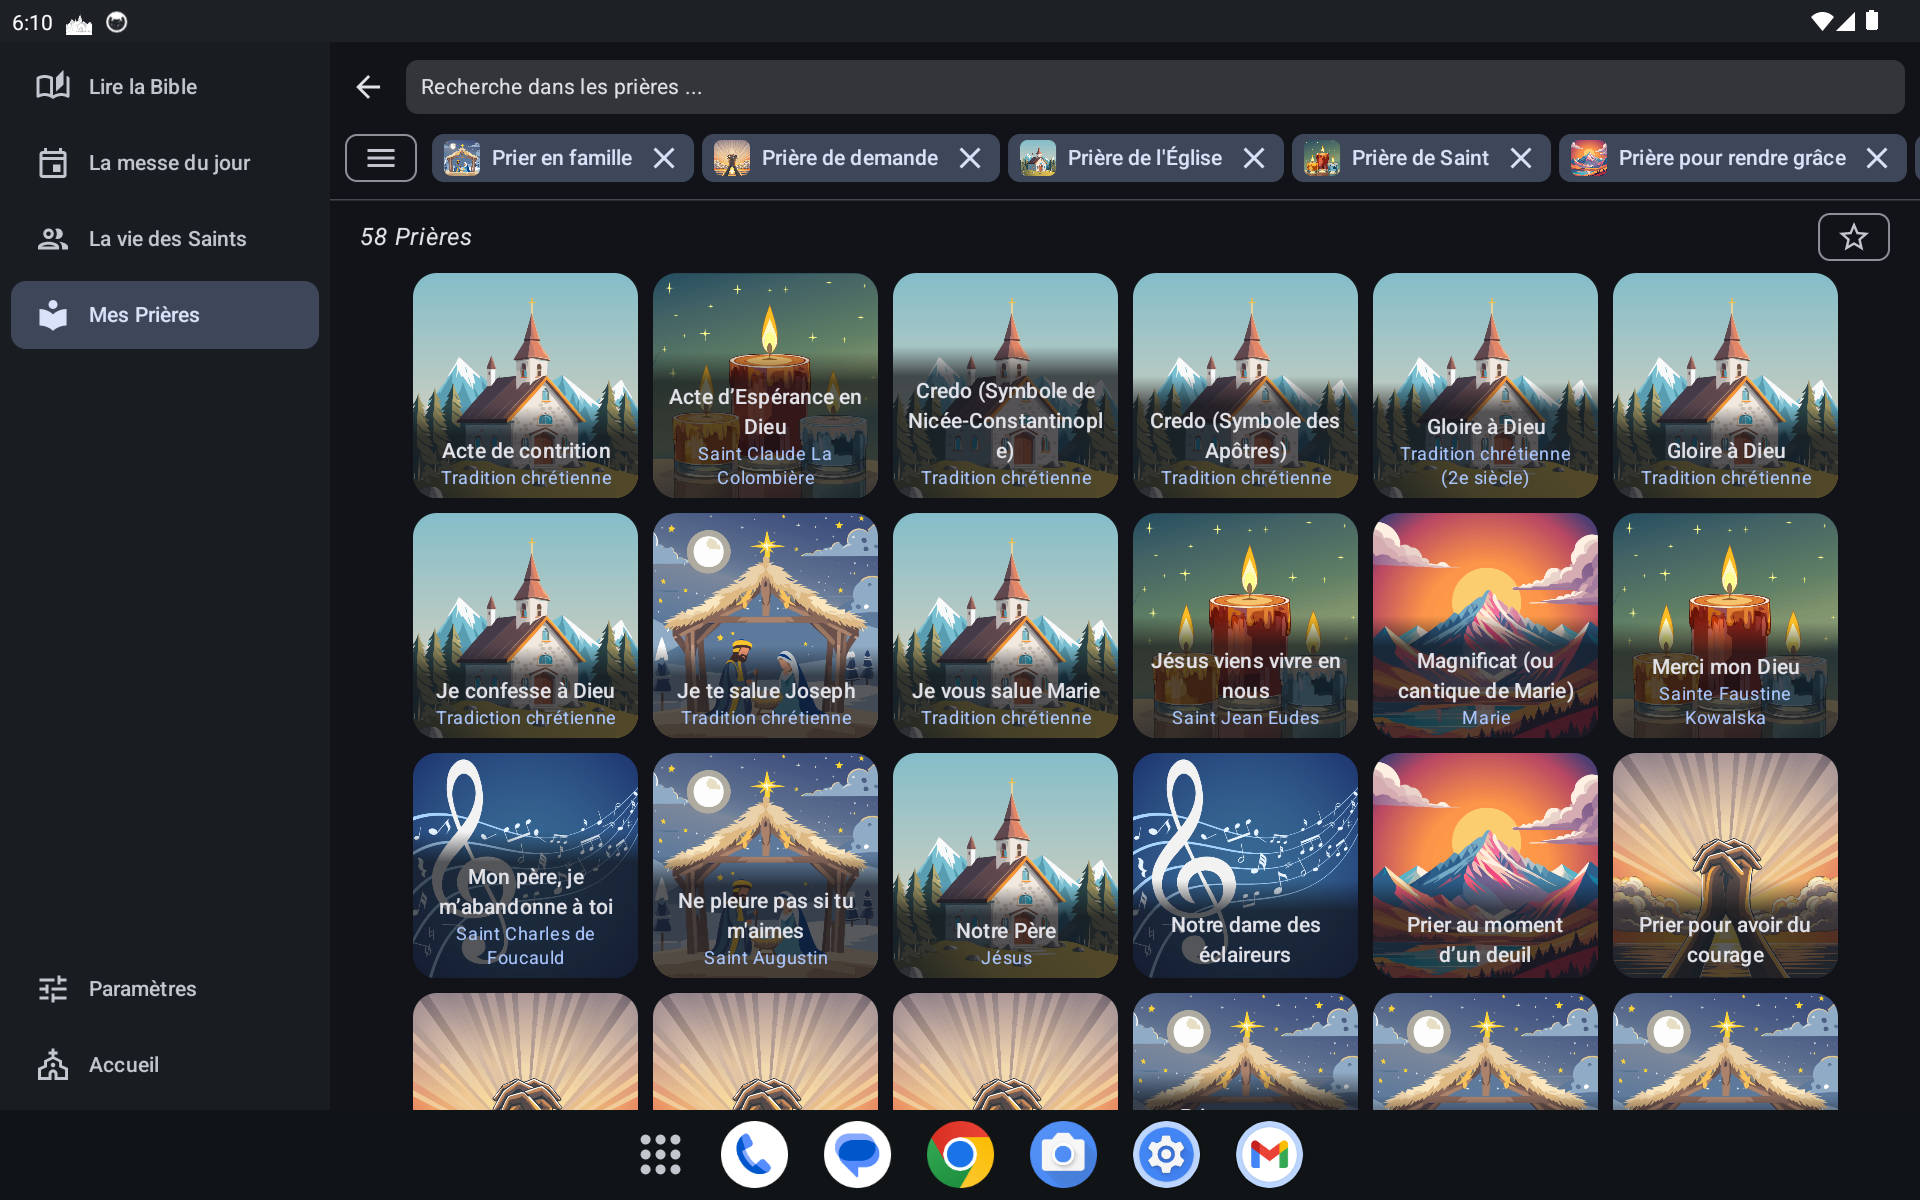 6:10
Lire la Bible
La messe du jour
La vie des Saints
Mes Prières
Paramètres
Accueil
Recherche dans les prières ...
Prier en famille
Prière de demande
Prière de l'Église
Prière de Saint
Prière pour rendre grâce
58 Prières
Acte de contrition
Tradition chrétienne
Acte d’Espérance en
Dieu
Saint Claude La
Colombière
Credo (Symbole de
Nicée-Constantinopl
e)
Tradition chrétienne
Credo (Symbole des
Apôtres)
Tradition chrétienne
Gloire à Dieu
Tradition chrétienne
(2e siècle)
Gloire à Dieu
Tradition chrétienne
Je confesse à Dieu
Tradiction chrétienne
Je te salue Joseph
Tradition chrétienne
Je vous salue Marie
Tradition chrétienne
Jésus viens vivre en
nous
Saint Jean Eudes
Magnificat (ou
cantique de Marie)
Marie
Merci mon Dieu
Sainte Faustine
Kowalska
Mon père, je
m’abandonne à toi
Saint Charles de
Foucauld
Ne pleure pas si tu
m'aimes
Saint Augustin
Notre Père
Jésus
Notre dame des
éclaireurs
Prier au moment
d’un deuil
Prier pour avoir du
courage